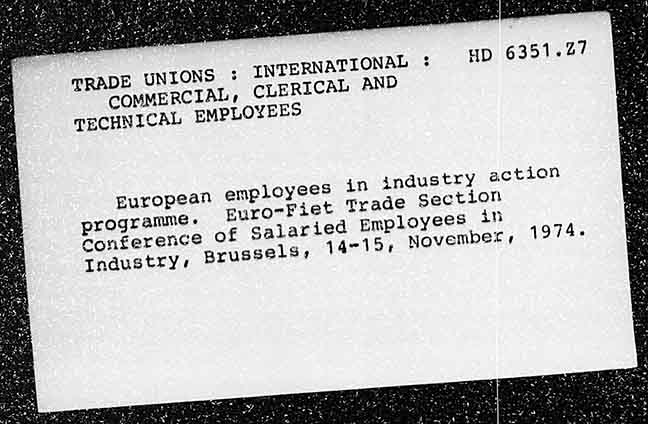 TRADE UNIONS : INTERNATIONAL : HD 6351.Z7
COMMERCIAL, CLERICAL AND
TECHNICAL EMPLOYEES
European employees in industry action
programme. Euro-Fiet Trade Section
Conference of Salaried Employees in
Industry, Brussels, 14-15, November, 1974.